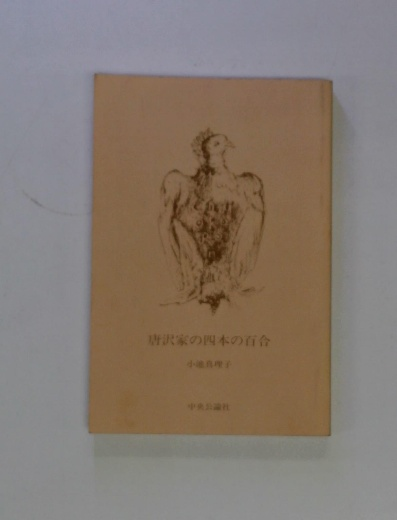 唐沢家の四本の百合
小池真理子
中央公論社